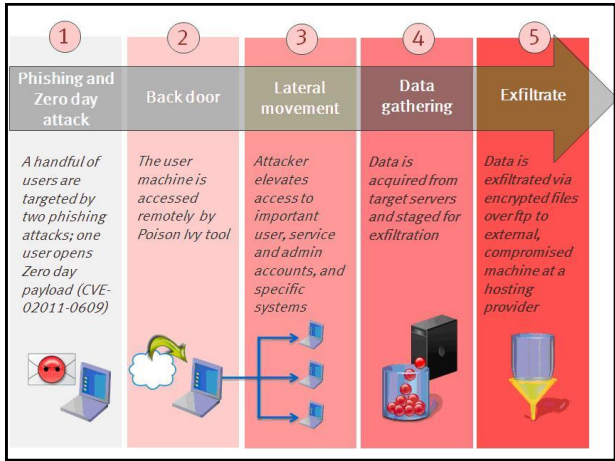 1
Phishing and
Zero day
attack
A handful of
users are
targeted by
two phishing
attacks; one
user opens
Zero day
payload (CVE-
02011-0609)
2
Back door
The user
machine is
accessed
remotely by
Poison Ivy tool
3
Lateral
movement
Attacker
elevates
access to
important
user, service
and admin
accounts, and
specific
systems
4
Data
gathering
Data is
acquired from
target servers
and staged for
exfiltration
5
Exfiltrate
Data is
exfiltrated via
encrypted files
over ftp to
external,
compromised
machine at a
hosting
provider